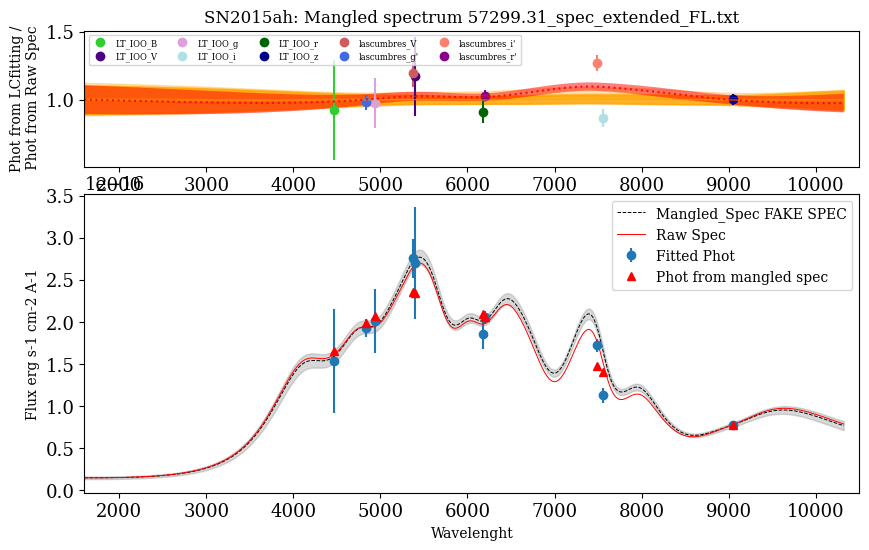 SN2015ah: Mangled spectrum 57299.31_spec_extended_FL.txt
Phot from LCfitting /
Phot from Raw Spec
1.5
1.0
LT_IOO_B LT_IOO_g LT_IOO_r lascumbres_V lascumbres_i'
LT_IOO_V LT_IOO_i LT_IOO_z lascumbres_g' lascumbres_r'
2000 3000 4000 5000 6000 7000 8000 9000 10000
1e−16
Flux erg s-1 cm-2 A-1
3.5
3.0
2.5
2.0
1.5
1.0
0.5
0.0
Mangled_Spec FAKE SPEC
Raw Spec
Fitted Phot
Phot from mangled spec
2000 3000 4000 5000 6000 7000 8000 9000 10000
Wavelenght